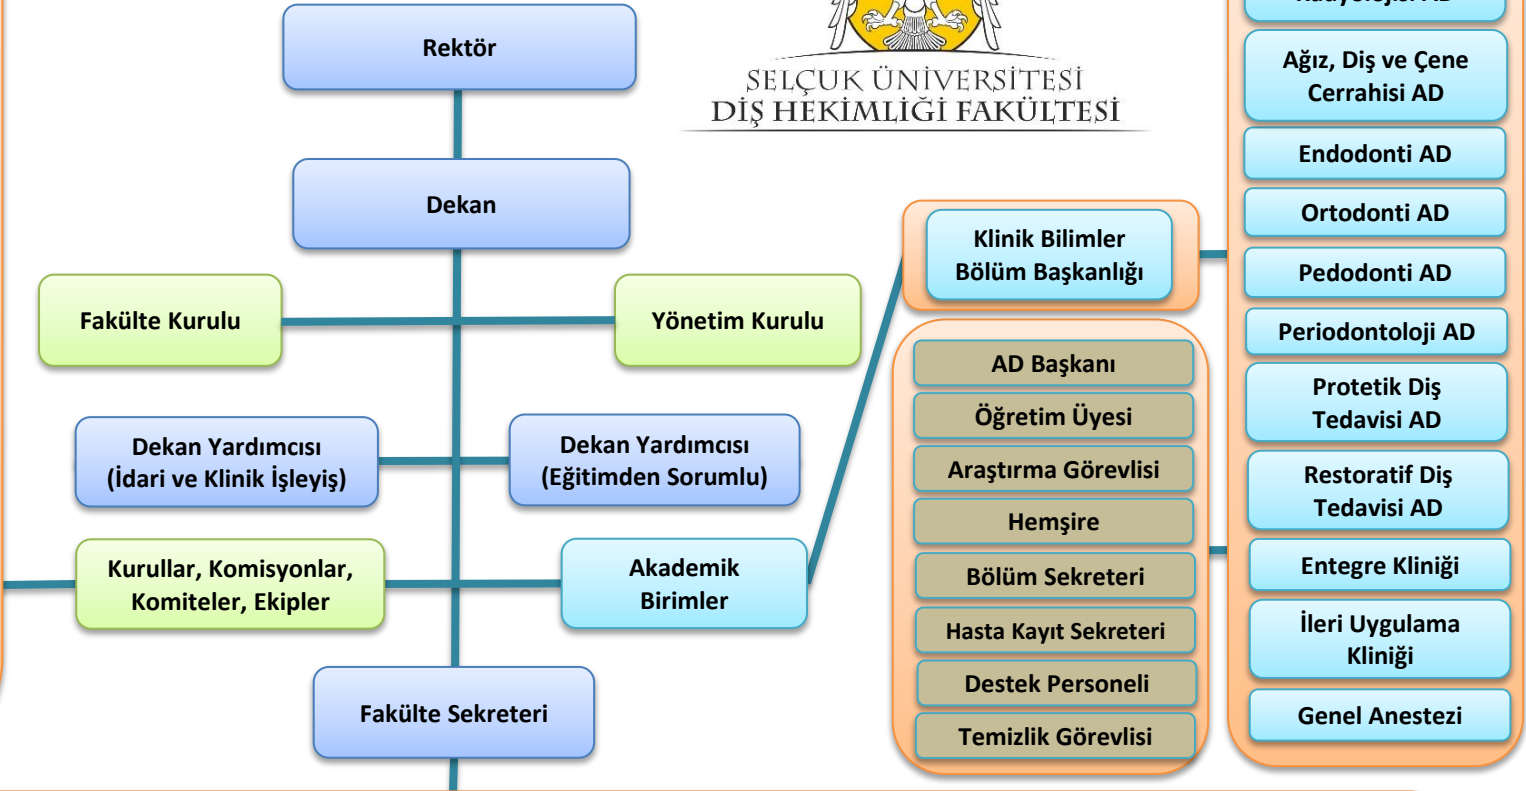 Rektör
SELÇUK ÜNİVERSİTESİ
DİŞ HEKİMLİĞİ FAKÜLTESİ
Dekan
Fakülte Kurulu
Yönetim Kurulu
Dekan Yardımcısı
(İdari ve Klinik İşleyiş)
Dekan Yardımcısı
(Eğitimden Sorumlu)
Kurullar, Komisyonlar,
Komiteler, Ekipler
Akademik
Birimler
Fakülte Sekreteri
Klinik Bilimler
Bölüm Başkanlığı
AD Başkanı
Öğretim Üyesi
Araştırma Görevlisi
Hemşire
Bölüm Sekreteri
Hasta Kayıt Sekreteri
Destek Personeli
Temizlik Görevlisi
Ağız, Diş ve Çene
Cerrahisi AD
Endodonti AD
Ortodonti AD
Pedodonti AD
Periodontoloji AD
Protetik Diş
Tedavisi AD
Restoratif Diş
Tedavisi AD
Entegre Kliniği
İleri Uygulama
Kliniği
Genel Anestezi